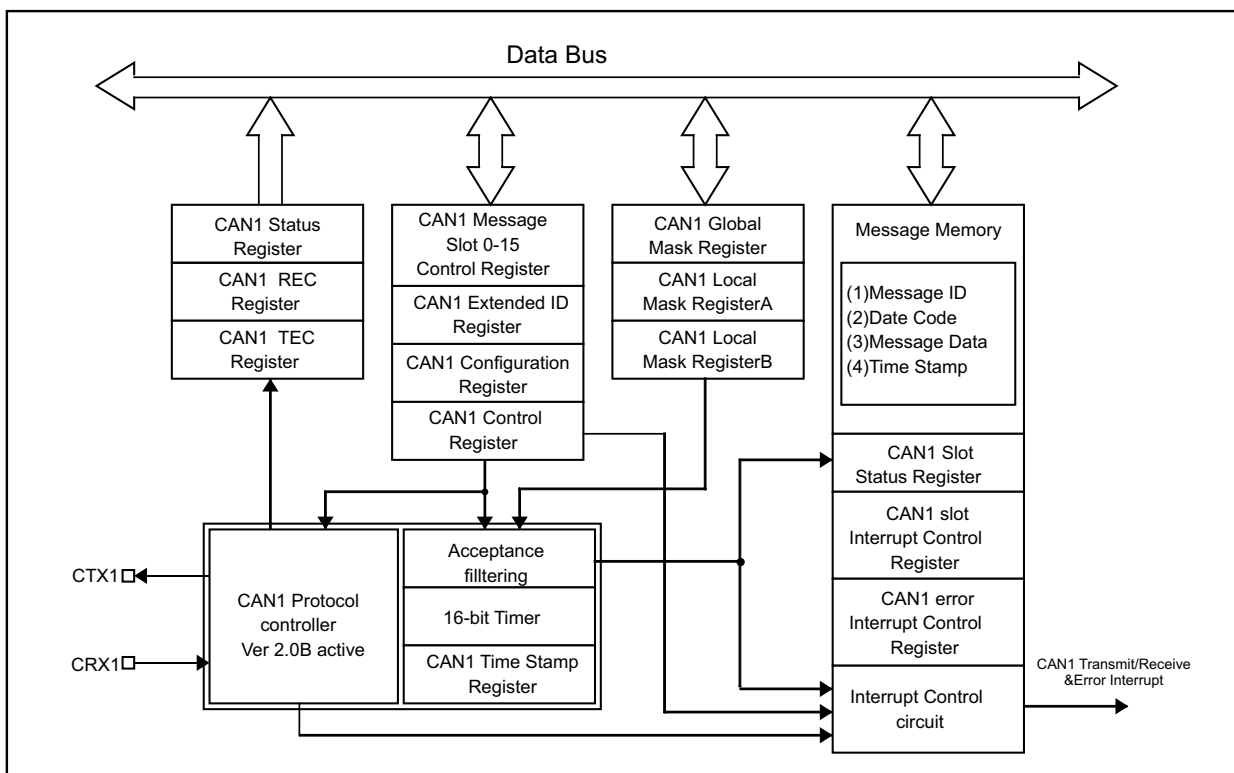 Data Bus
CAN1 Status
Register
CAN1 REC
Register
CAN1 TEC
Register
CAN1 Message
Slot 0-15
Control Register
CAN1 Extended ID
Register
CAN1 Configuration
Register
CAN1 Control
Register
CAN1 Global
Mask Register
CAN1 Local
Mask RegisterA
CAN1 Local
Mask RegisterB
Message Memory
(1)Message ID
(2)Date Code
(3)Message Data
(4)Time Stamp
CAN1 Slot
Status Register
CAN1 slot
Interrupt Control
Register
CAN1 error
Interrupt Control
Register
Interrupt Control
circuit
CTX1
CRX1
CAN1 Protocol
controller
Ver 2.0B active
Acceptance
filltering
16-bit Timer
CAN1 Time Stamp
Register
CAN1 Transmit/Receive
&Error Interrupt